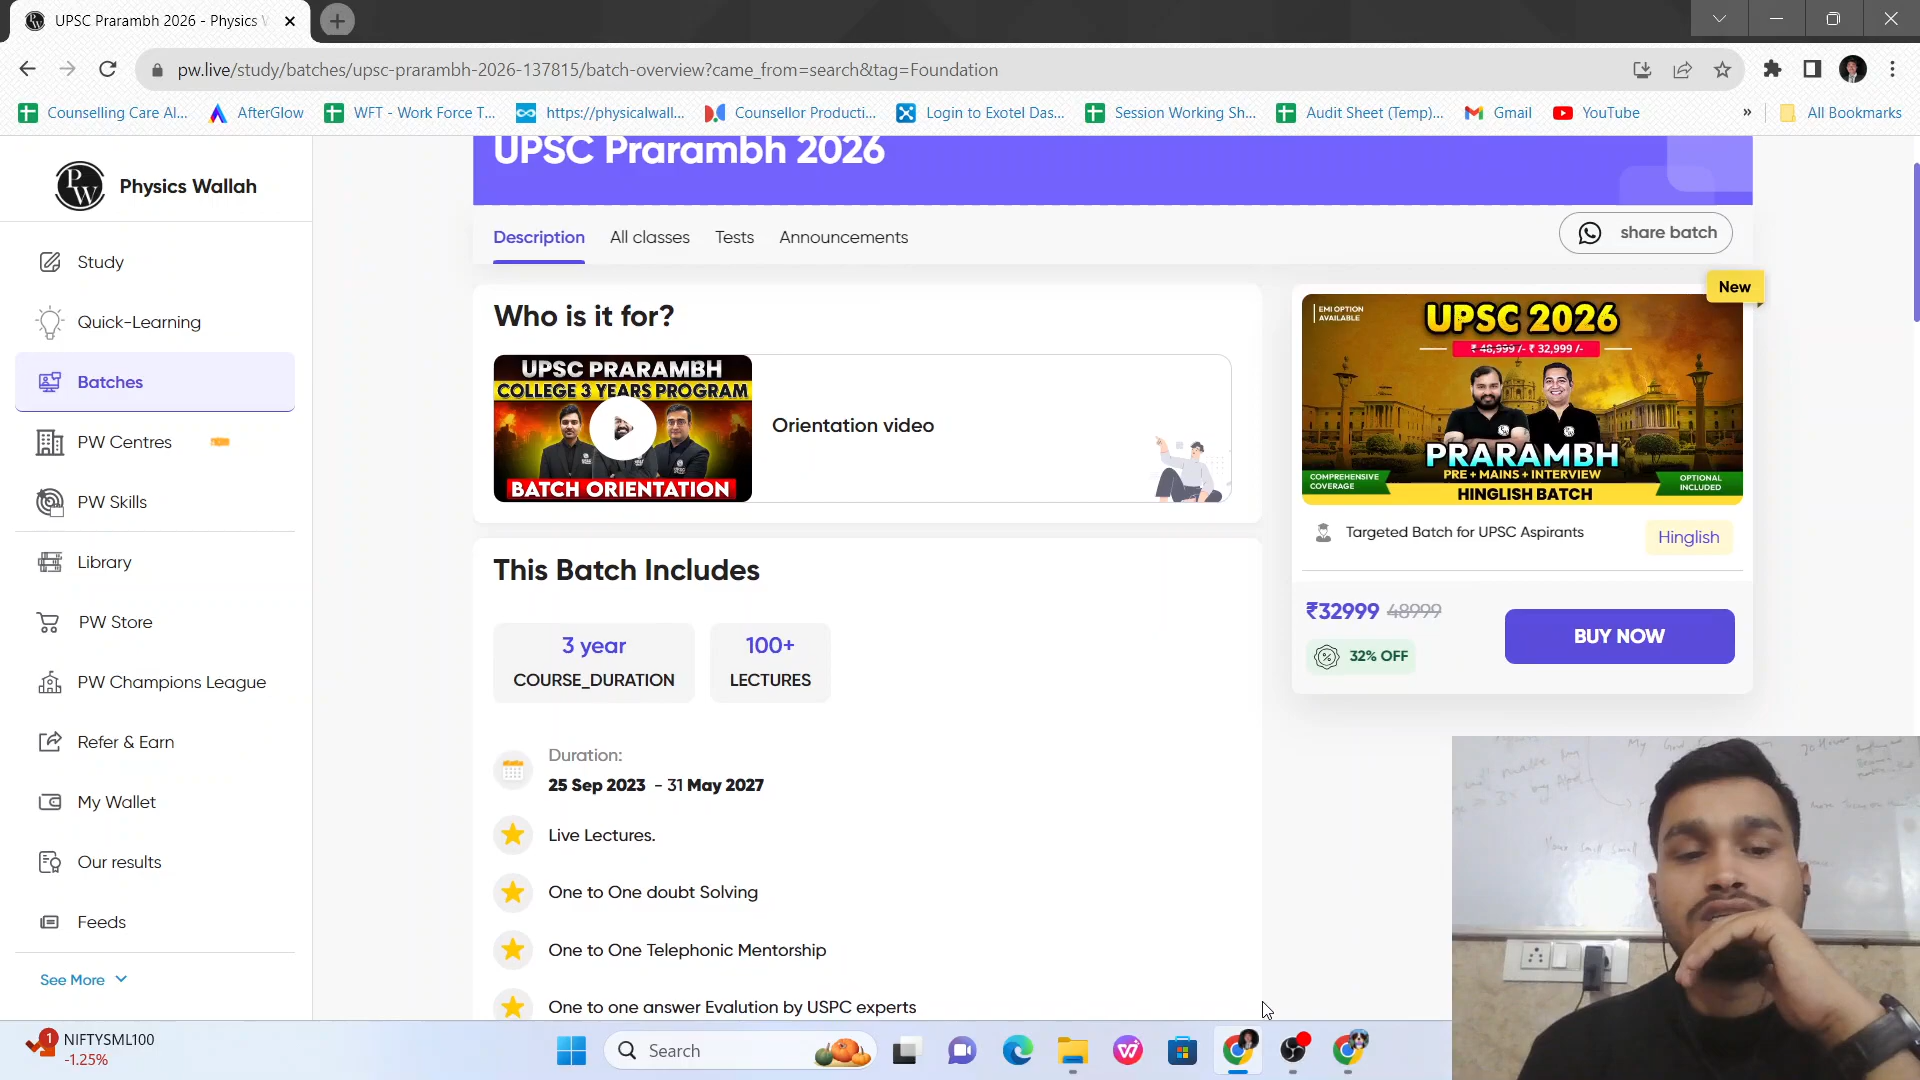 UPSC Prarambh 2026 - Physics W
pw.live/study/batches/upsc-prarambh-2026-137815/batch-overview?came_from=search&tag=Foundation
Counselling Care Al...
AfterGlow
WFT - Work Force T...
https://physicalwall...
Counsellor Producti...
Login to Exotel Das...
Session Working Sh...
Audit Sheet (Temp)...
Gmail
YouTube
»
All Bookmarks
PW
Physics Wallah
Study
Quick-Learning
Batches
PW Centres
PW Skills
Library
PW Store
PW Champions League
Refer & Earn
My Wallet
Our results
Feeds
See More
UPSC Prarambh 2026
Description
All classes
Tests
Announcements
share batch
Who is it for?
UPSC PRARAMBH
COLLEGE 3 YEARS PROGRAM
BATCH ORIENTATION
Orientation video
This Batch Includes
3 year
COURSE_DURATION
100+
LECTURES
Duration:
25 Sep 2023 - 31 May 2027
Live Lectures.
One to One doubt Solving
One to One Telephonic Mentorship
One to one answer Evalution by USPC experts
New
EMI OPTION
AVAILABLE
UPSC 2026
₹ 48,999 /- ₹ 32,999 /-
PRARAMBH
PRE + MAINS + INTERVIEW
HINGLISH BATCH
COMPREHENSIVE
COVERAGE
OPTIONAL
INCLUDED
Targeted Batch for UPSC Aspirants
Hinglish
₹32999 48999
32% OFF
BUY NOW
1
NIFTYSML100
-1.25%
Search